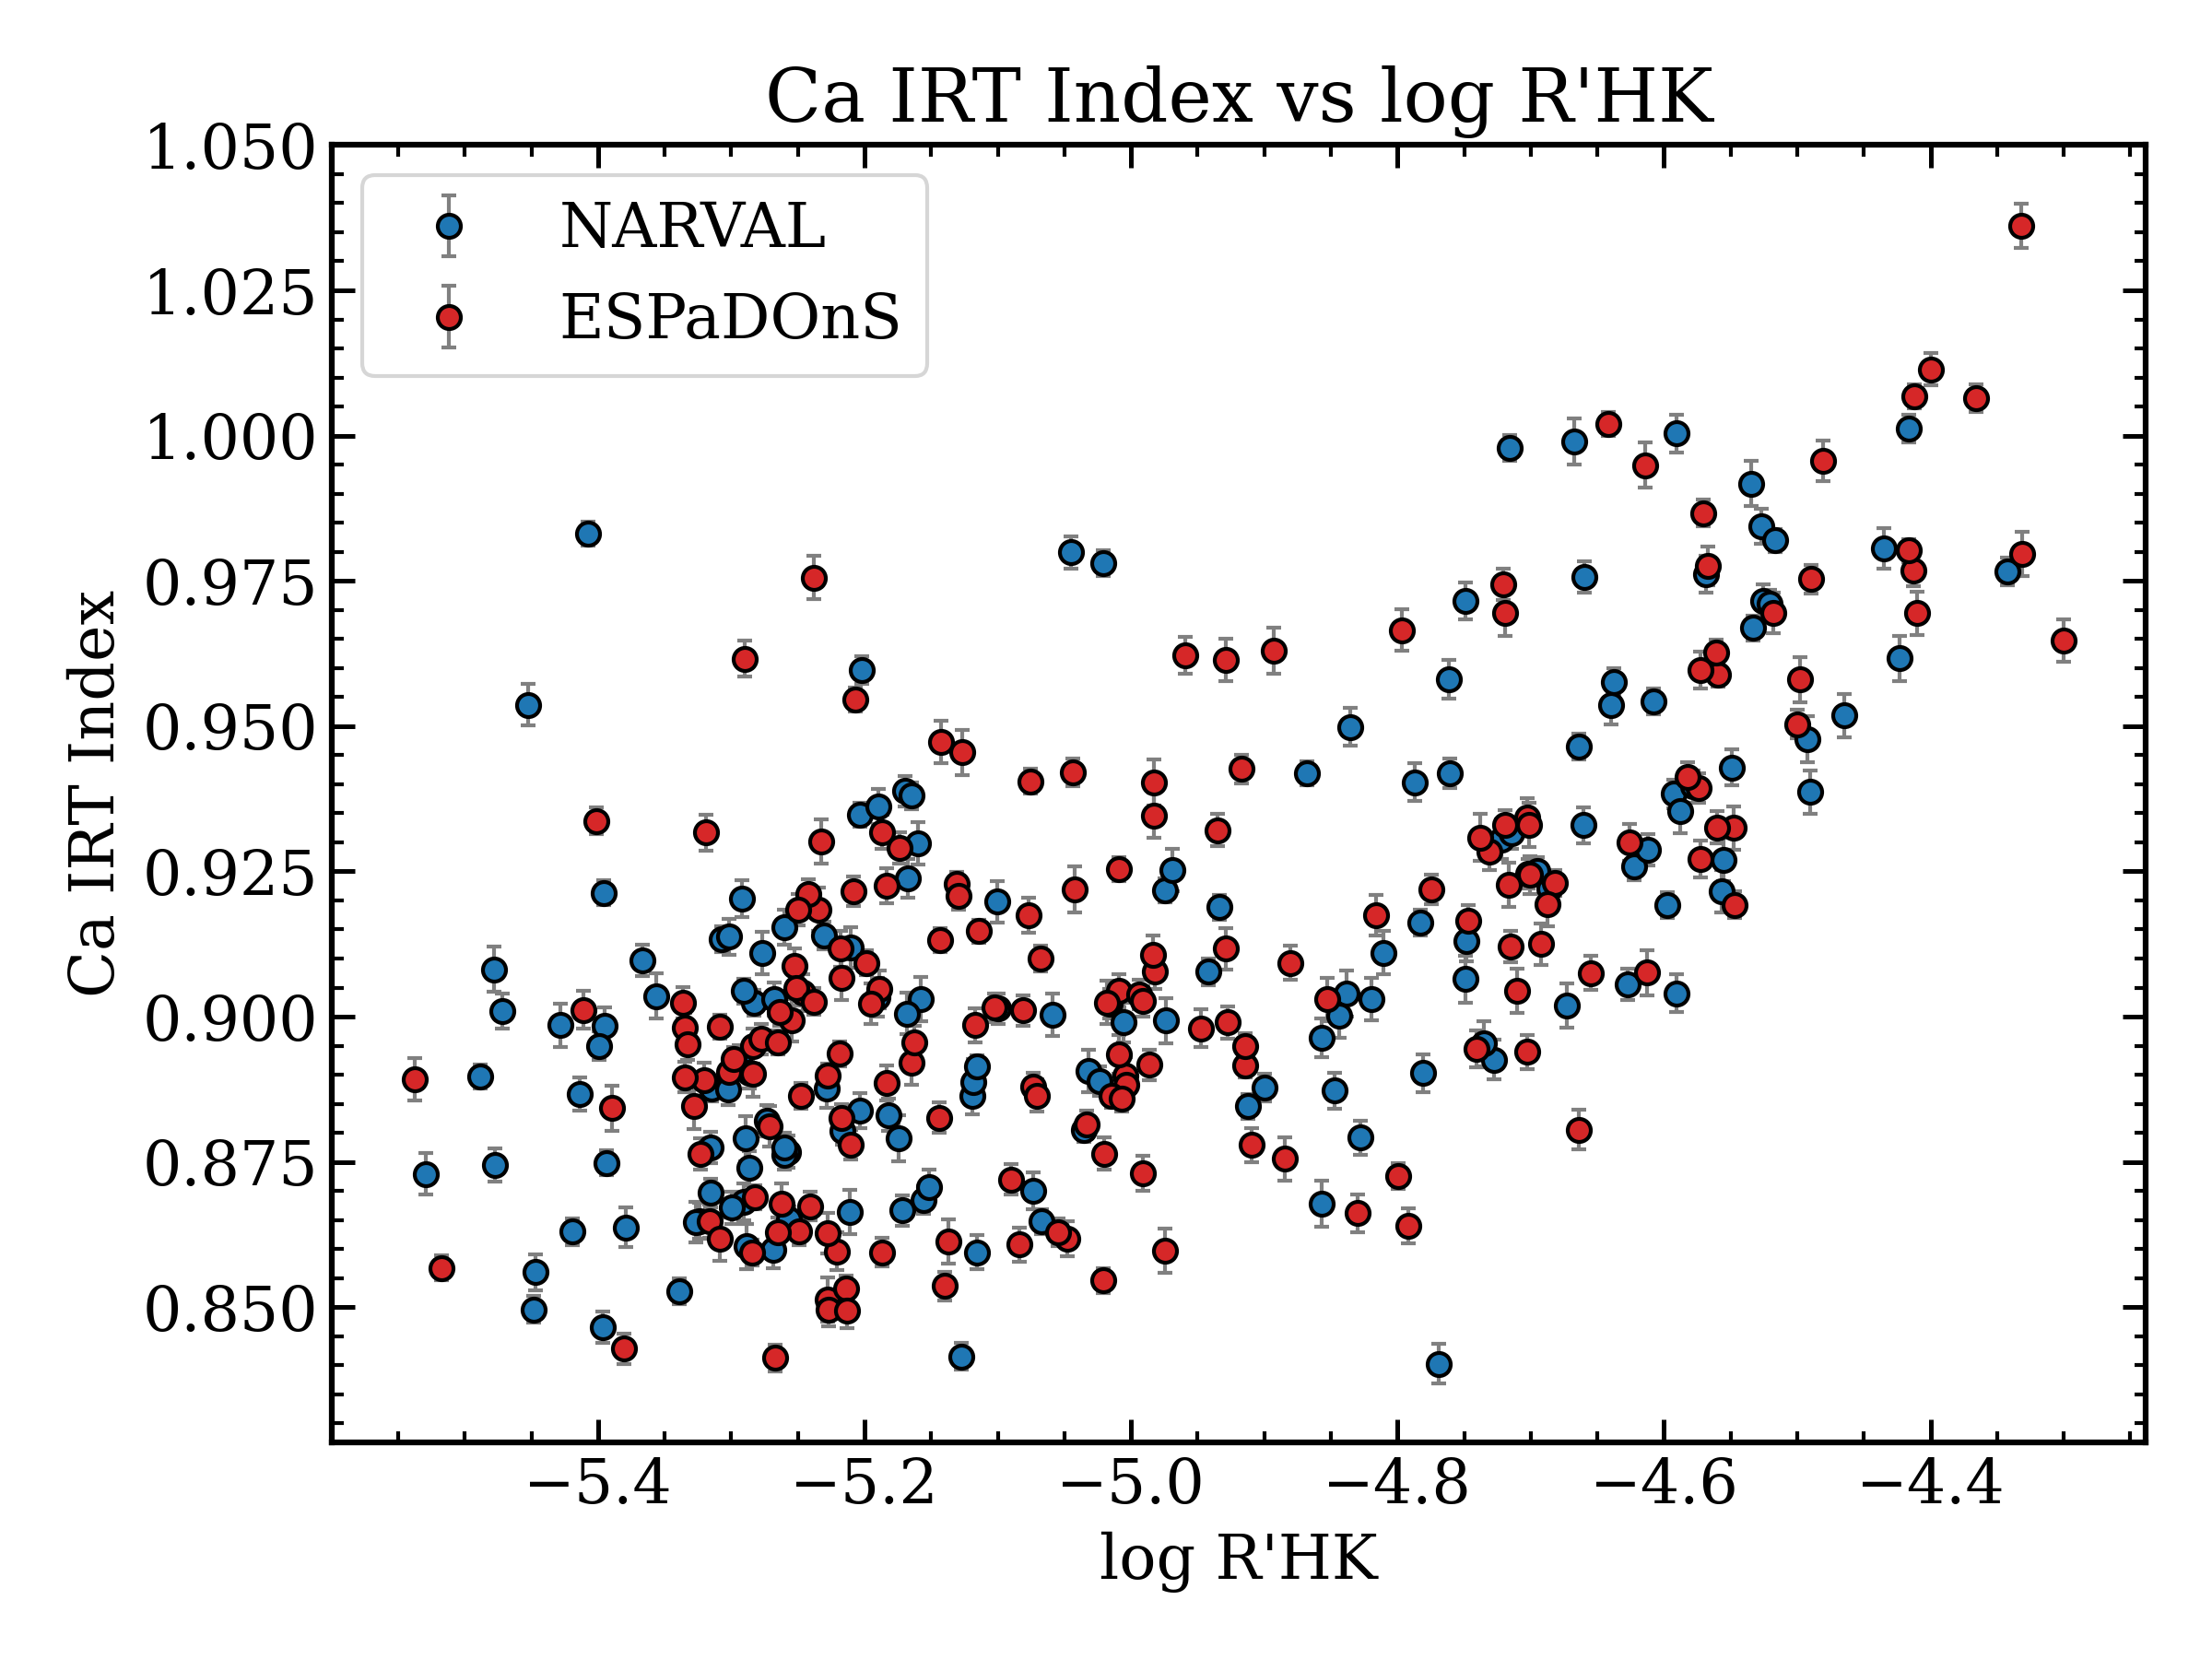 Ca IRT Index vs log R'HK
1.050
1.025
1.000
0.975
0.950
0.925
0.900
0.875
0.850
Ca IRT Index
NARVAL
ESPaDOnS
−5.4 −5.2 −5.0 −4.8 −4.6 −4.4
log R'HK